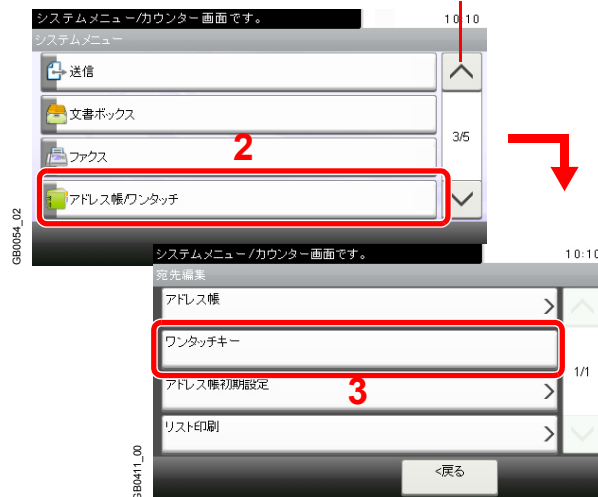 システムメニュー/カウンター画面です。 10:10
システムメニュー
送信
文書ボックス
3/5
ファクス
2
アドレス帳/ワンタッチ
GB0054_02
システムメニュー/カウンター画面です。 10:10
宛先編集
アドレス帳
ワンタッチキー
1/1
アドレス帳初期設定
3
リスト印刷
GB0411_00
<戻る